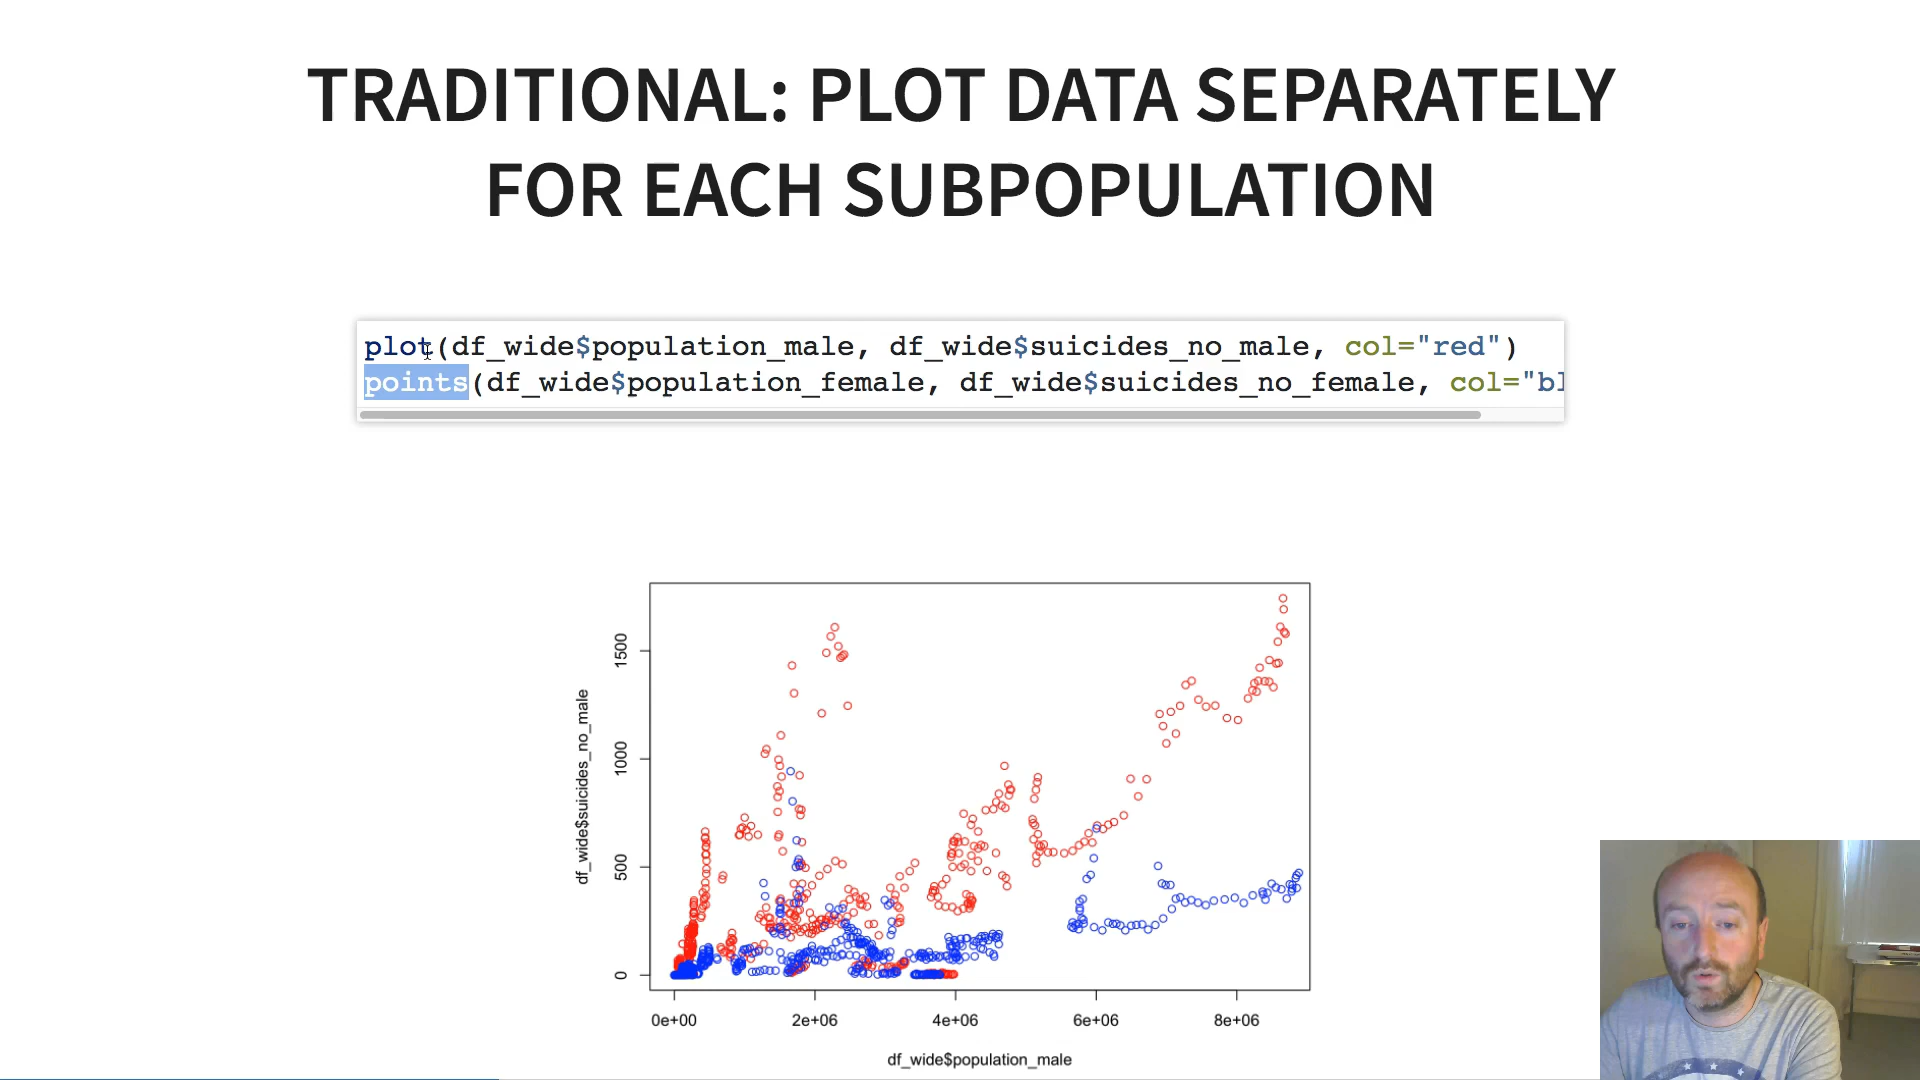 TRADITIONAL: PLOT DATA SEPARATELY
FOR EACH SUBPOPULATION
plot(df_wide$population_male, df_wide$suicides_no_male, col="red")
points(df_wide$population_female, df_wide$suicides_no_female, col="bl
1500
1000
500
0
df_wide$suicides_no_male
0e+00 2e+06 4e+06 6e+06 8e+06
df_wide$population_male